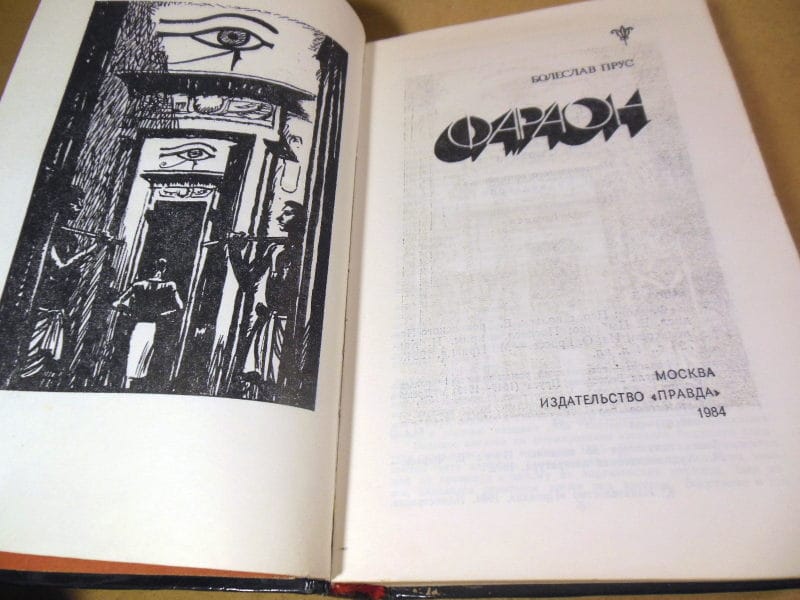 БОЛЕСЛАВ ПРУС
ФАРАОН
МОСКВА
ИЗДАТЕЛЬСТВО «ПРАВДА»
1984